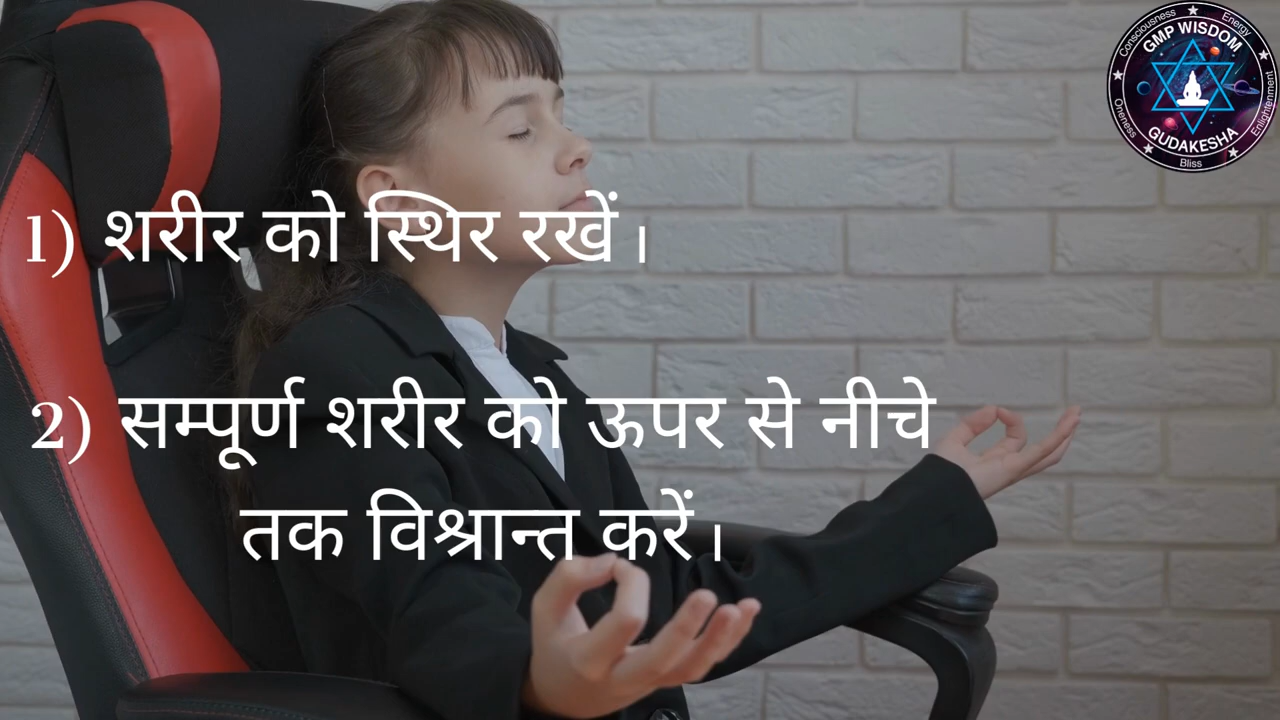 1) शरीर को स्थिर रखें।
2) सम्पूर्ण शरीर को ऊपर से नीचे
तक विश्रान्त करें।
Consciousness
Energy
GMP WISDOM
Oneness
Enlightenment
GUDAKESHA
Bliss